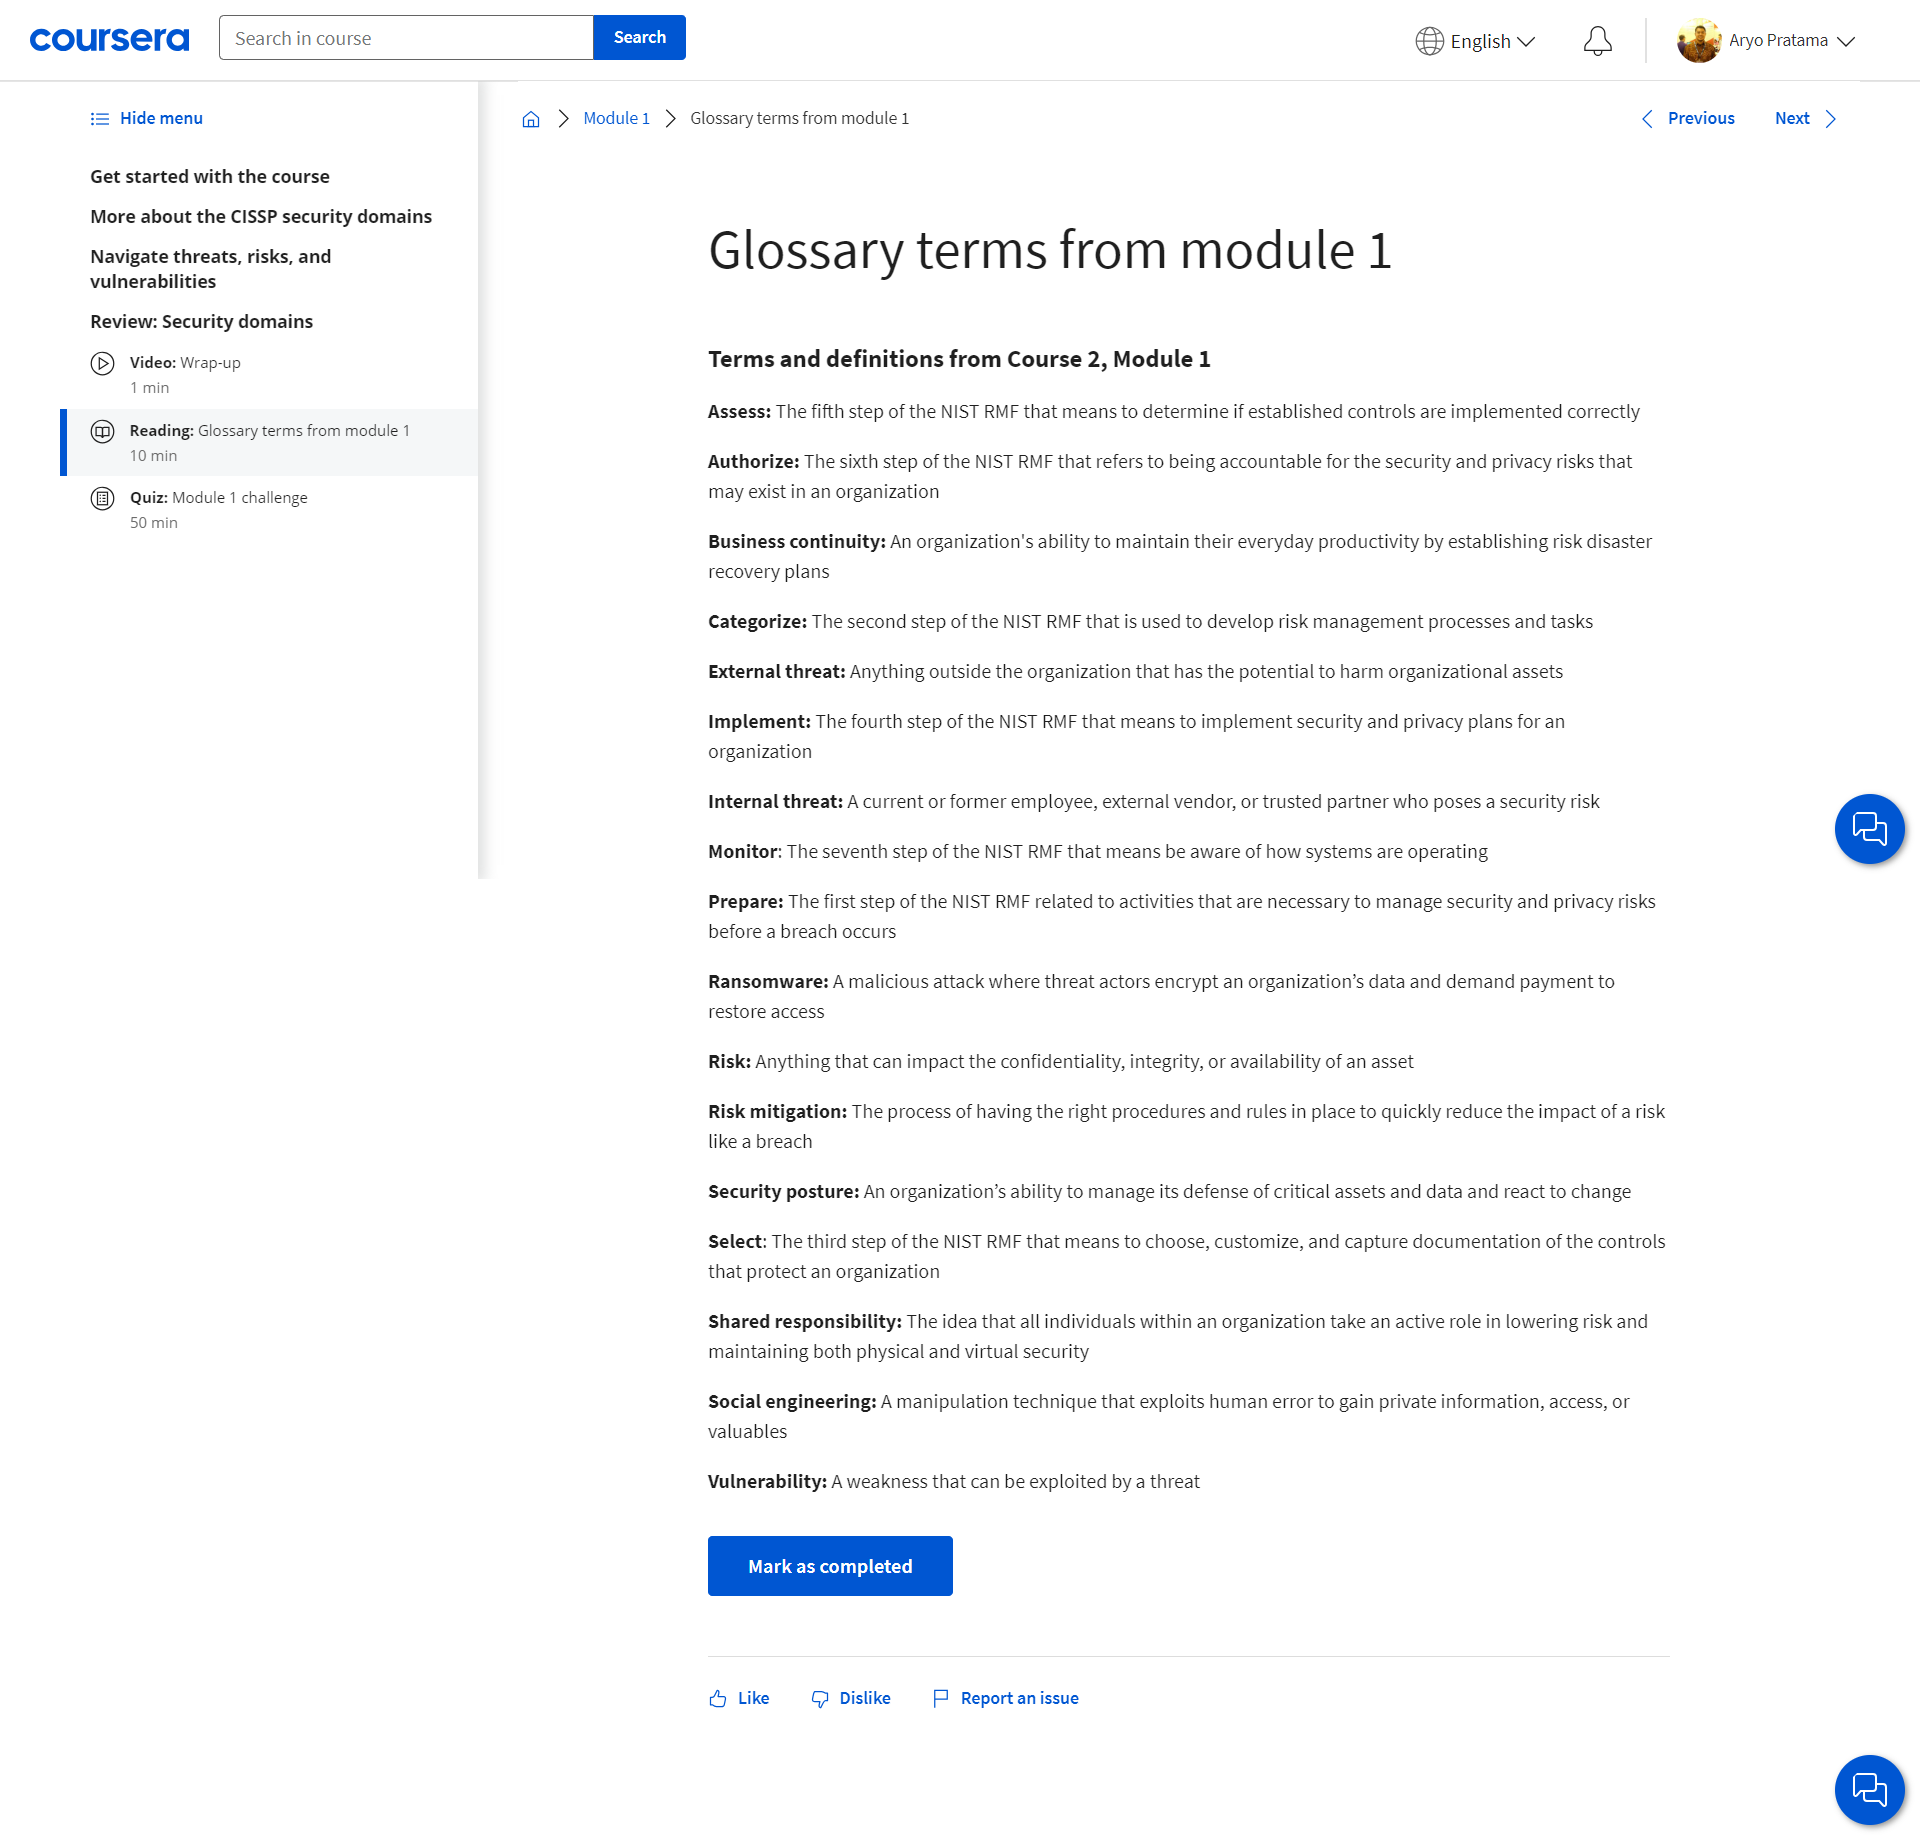 coursera
Search in course
Search
English
Aryo Pratama
Hide menu
Get started with the course
More about the CISSP security domains
Navigate threats, risks, and
vulnerabilities
Review: Security domains
Video: Wrap-up
1 min
Reading: Glossary terms from module 1
10 min
Quiz: Module 1 challenge
50 min
Module 1
Glossary terms from module 1
Previous
Next
Glossary terms from module 1
Terms and definitions from Course 2, Module 1
Assess: The fifth step of the NIST RMF that means to determine if established controls are implemented correctly
Authorize: The sixth step of the NIST RMF that refers to being accountable for the security and privacy risks that
may exist in an organization
Business continuity: An organization's ability to maintain their everyday productivity by establishing risk disaster
recovery plans
Categorize: The second step of the NIST RMF that is used to develop risk management processes and tasks
External threat: Anything outside the organization that has the potential to harm organizational assets
Implement: The fourth step of the NIST RMF that means to implement security and privacy plans for an
organization
Internal threat: A current or former employee, external vendor, or trusted partner who poses a security risk
Monitor: The seventh step of the NIST RMF that means be aware of how systems are operating
Prepare: The first step of the NIST RMF related to activities that are necessary to manage security and privacy risks
before a breach occurs
Ransomware: A malicious attack where threat actors encrypt an organization’s data and demand payment to
restore access
Risk: Anything that can impact the confidentiality, integrity, or availability of an asset
Risk mitigation: The process of having the right procedures and rules in place to quickly reduce the impact of a risk
like a breach
Security posture: An organization’s ability to manage its defense of critical assets and data and react to change
Select: The third step of the NIST RMF that means to choose, customize, and capture documentation of the controls
that protect an organization
Shared responsibility: The idea that all individuals within an organization take an active role in lowering risk and
maintaining both physical and virtual security
Social engineering: A manipulation technique that exploits human error to gain private information, access, or
valuables
Vulnerability: A weakness that can be exploited by a threat
Mark as completed
Like
Dislike
Report an issue